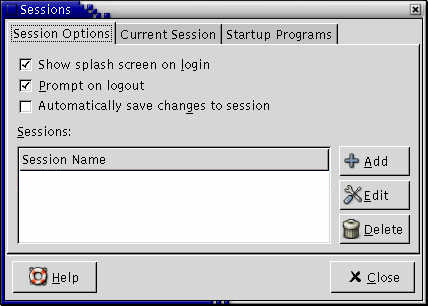 Sessions
Session Options Current Session Startup Programs
Show splash screen on login
Prompt on logout
Automatically save changes to session
Sessions:
Session Name
Add
Edit
Delete
Help Close